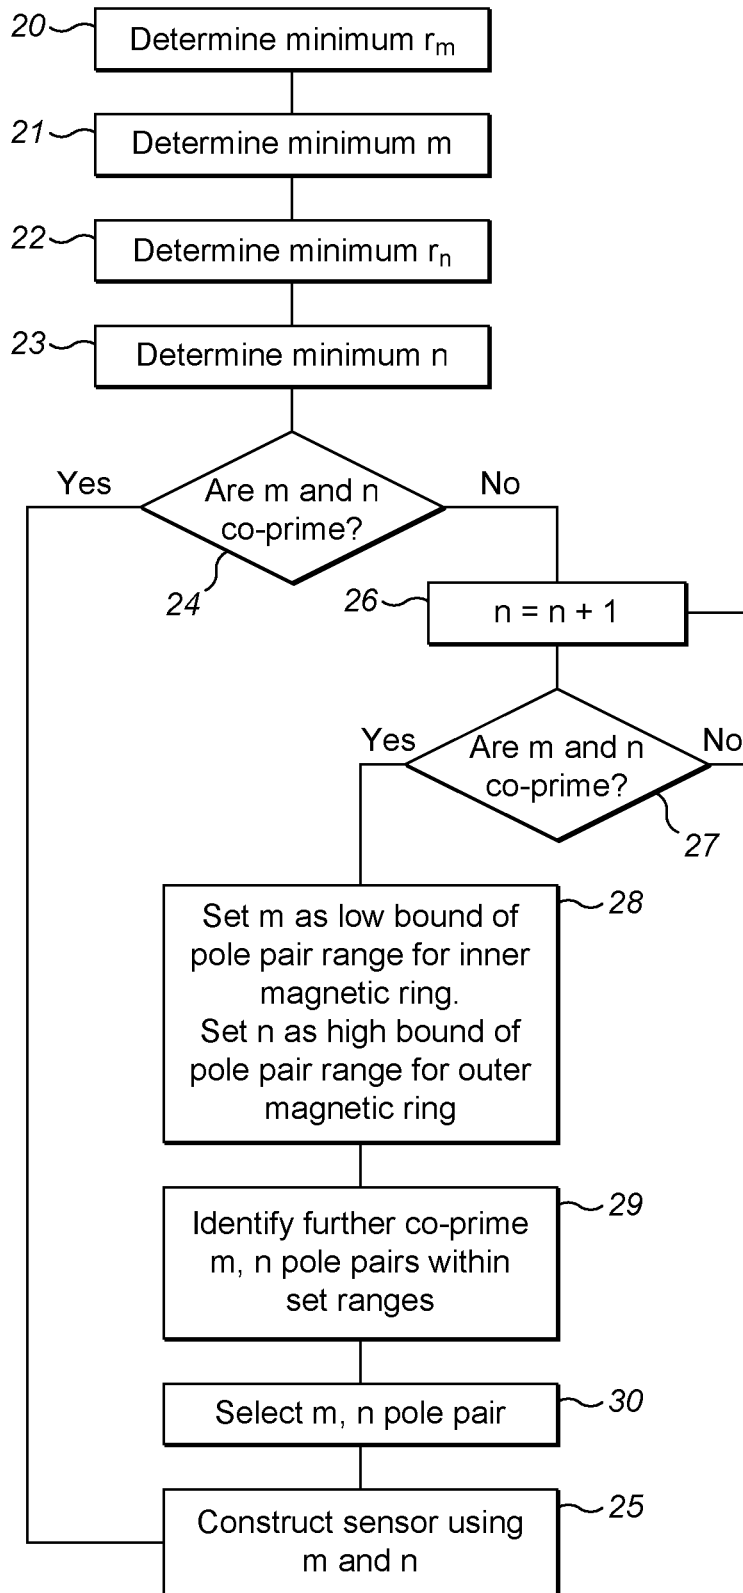 20
Determine minimum rm
21
Determine minimum m
22
Determine minimum rn
23
Determine minimum n
Yes
Are m and n
co-prime?
No
24
26
n = n + 1
Yes
Are m and n
co-prime?
No
27
28
Set m as low bound of
pole pair range for inner
magnetic ring.
Set n as high bound of
pole pair range for outer
magnetic ring
29
Identify further co-prime
m, n pole pairs within
set ranges
30
Select m, n pole pair
25
Construct sensor using
m and n